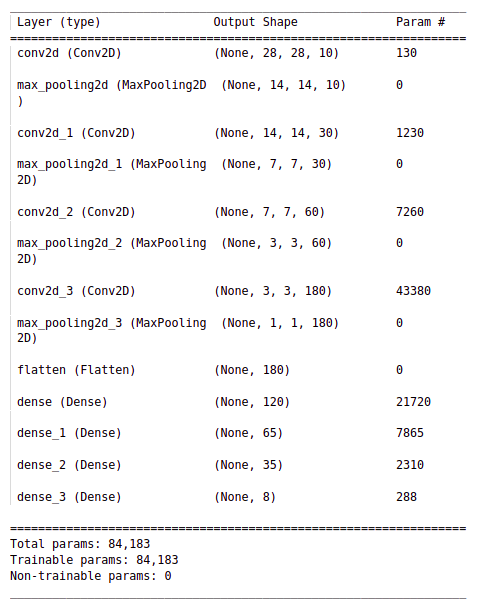 Layer (type) Output Shape Param #
conv2d (Conv2D) (None, 28, 28, 10) 130
max_pooling2d (MaxPooling2D (None, 14, 14, 10) 0
)
conv2d_1 (Conv2D) (None, 14, 14, 30) 1230
max_pooling2d_1 (MaxPooling (None, 7, 7, 30) 0
2D)
conv2d_2 (Conv2D) (None, 7, 7, 60) 7260
max_pooling2d_2 (MaxPooling (None, 3, 3, 60) 0
2D)
conv2d_3 (Conv2D) (None, 3, 3, 180) 43380
max_pooling2d_3 (MaxPooling (None, 1, 1, 180) 0
2D)
flatten (Flatten) (None, 180) 0
dense (Dense) (None, 120) 21720
dense_1 (Dense) (None, 65) 7865
dense_2 (Dense) (None, 35) 2310
dense_3 (Dense) (None, 8) 288
Total params: 84,183
Trainable params: 84,183
Non-trainable params: 0